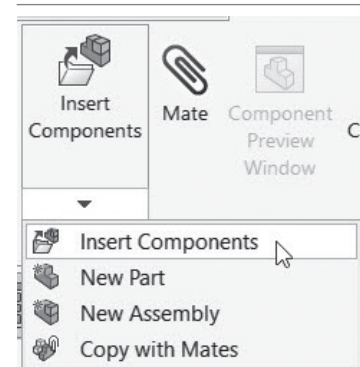 Insert
Components
Mate
Component
Preview
Window
C
Insert Components
New Part
New Assembly
Copy with Mates